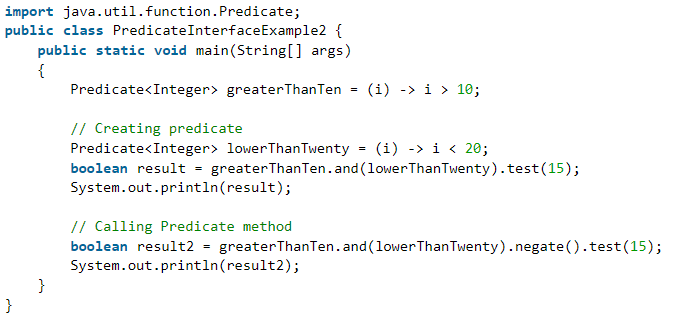 import java.util.function.Predicate;
public class PredicateInterfaceExample2 {
    public static void main(String[] args)
    {
        Predicate<Integer> greaterThanTen = (i) -> i > 10;

        // Creating predicate
        Predicate<Integer> lowerThanTwenty = (i) -> i < 20;
        boolean result = greaterThanTen.and(lowerThanTwenty).test(15);
        System.out.println(result);

        // Calling Predicate method
        boolean result2 = greaterThanTen.and(lowerThanTwenty).negate().test(15);
        System.out.println(result2);
    }
}